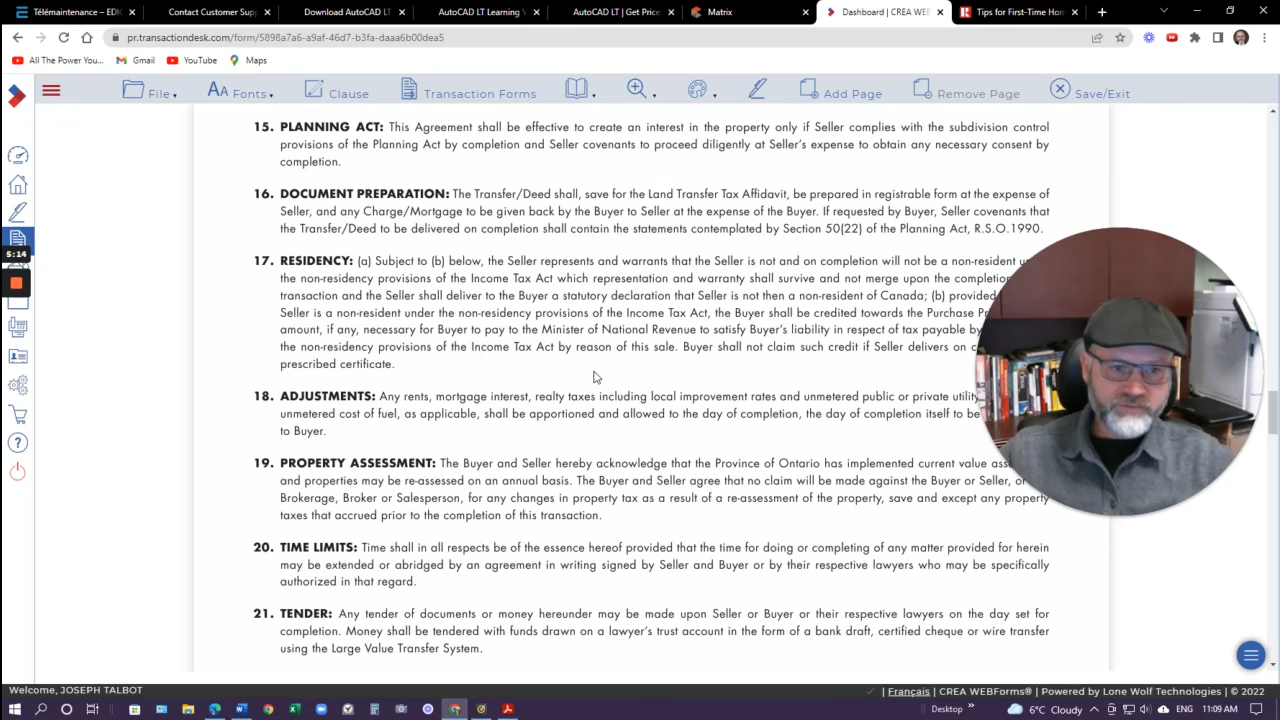 Télémaintenance – EDI
Contact Customer Sup
Download AutoCAD LT
AutoCAD LT Learning V
AutoCAD LT | Get Price
Matrix
Dashboard | CREA WEB
Tips for First-Time Hom
pr.transactiondesk.com/form/5898a7a6-a9af-46d7-b3fa-daaa6b00dea5
All The Power You...
Gmail
YouTube
Maps
File
Fonts
Clause
Transaction Forms
Add Page
Remove Page
Save/Exit
5:14
15. PLANNING ACT: This Agreement shall be effective to create an interest in the property only if Seller complies with the subdivision control
provisions of the Planning Act by completion and Seller covenants to proceed diligently at Seller's expense to obtain any necessary consent by
completion.
16. DOCUMENT PREPARATION: The Transfer/Deed shall, save for the Land Transfer Tax Affidavit, be prepared in registrable form at the expense of
Seller, and any Charge/Mortgage to be given back by the Buyer to Seller at the expense of the Buyer. If requested by Buyer, Seller covenants that
the Transfer/Deed to be delivered on completion shall contain the statements contemplated by Section 50(22) of the Planning Act, R.S.O.1990.
17. RESIDENCY: (a) Subject to (b) below, the Seller represents and warrants that the Seller is not and on completion will not be a non-resident
the non-residency provisions of the Income Tax Act which representation and warranty shall survive and not merge upon the completion
transaction and the Seller shall deliver to the Buyer a statutory declaration that Seller is not then a non-resident of Canada; (b) provided
Seller is a non-resident under the non-residency provisions of the Income Tax Act, the Buyer shall be credited towards the Purchase
amount, if any, necessary for Buyer to pay to the Minister of National Revenue to satisfy Buyer's liability in respect of tax payable by
the non-residency provisions of the Income Tax Act by reason of this sale. Buyer shall not claim such credit if Seller delivers on
prescribed certificate.
18. ADJUSTMENTS: Any rents, mortgage interest, realty taxes including local improvement rates and unmetered public or private utility
unmetered cost of fuel, as applicable, shall be apportioned and allowed to the day of completion, the day of completion itself to be
to Buyer.
19. PROPERTY ASSESSMENT: The Buyer and Seller hereby acknowledge that the Province of Ontario has implemented current value
and properties may be re-assessed on an annual basis. The Buyer and Seller agree that no claim will be made against the Buyer or Seller,
Brokerage, Broker or Salesperson, for any changes in property tax as a result of a re-assessment of the property, save and except any property
taxes that accrued prior to the completion of this transaction.
20. TIME LIMITS: Time shall in all respects be of the essence hereof provided that the time for doing or completing of any matter provided for herein
may be extended or abridged by an agreement in writing signed by Seller and Buyer or by their respective lawyers who may be specifically
authorized in that regard.
21. TENDER: Any tender of documents or money hereunder may be made upon Seller or Buyer or their respective lawyers on the day set for
completion. Money shall be tendered with funds drawn on a lawyer's trust account in the form of a bank draft, certified cheque or wire transfer
using the Large Value Transfer System.
Welcome, JOSEPH TALBOT
| Français | CREA WEBForms® | Powered by Lone Wolf Technologies | © 2022
Desktop
6°C Cloudy
11:09 AM